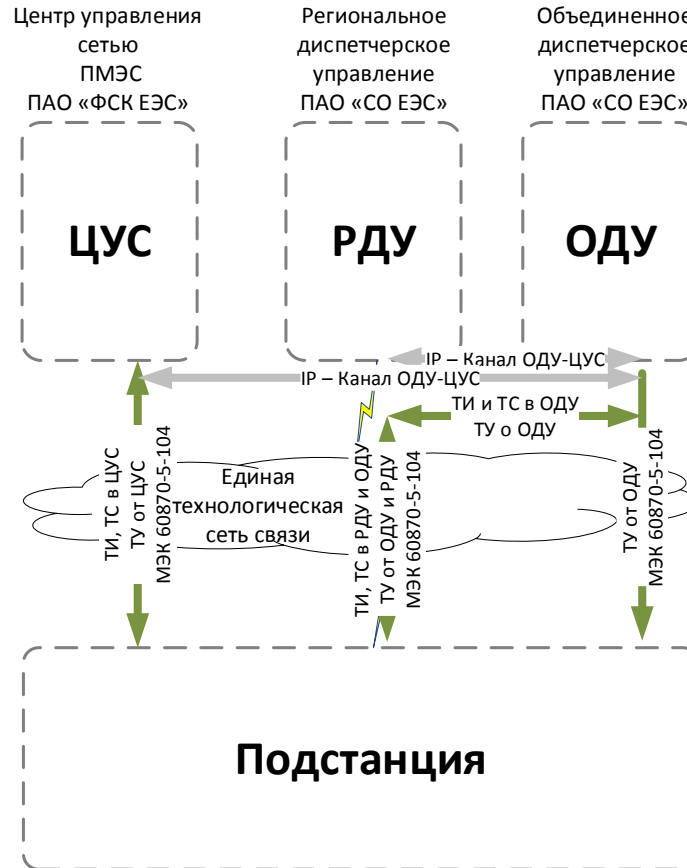 Центр управления
сетью
ПМЭС
ПАО «ФСК ЕЭС»
Региональное
диспетчерское
управление
ПАО «СО ЕЭС»
Объединенное
диспетчерское
управление
ПАО «СО ЕЭС»
ЦУС
РДУ
ОДУ
IP – Канал ОДУ-ЦУС
IP – Канал ОДУ-ЦУС
ТИ и ТС в ОДУ
ТУ о ОДУ
Единая
технологическая
сеть связи
ТИ, ТС в ЦУС
ТУ от ЦУС
МЭК 60870-5-104
ТИ, ТС в РДУ и ОДУ
ТУ от ОДУ и РДУ
МЭК 60870-5-104
ТУ от ОДУ
МЭК 60870-5-104
Подстанция